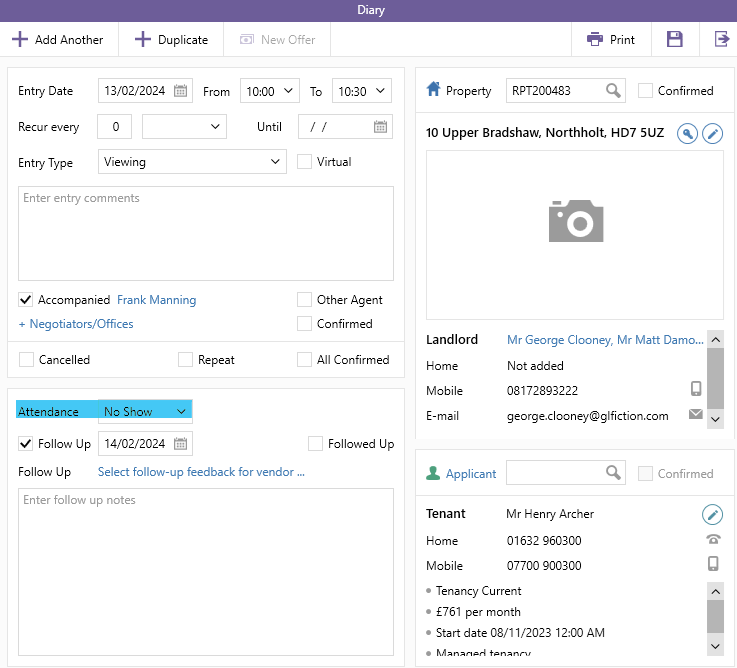 Diary
Add Another Duplicate New Offer Print
Entry Date 13/02/2024 From 10:00 To 10:30
Recur every 0 Until / /
Entry Type Viewing Virtual
Enter entry comments
Accompanied Frank Manning Other Agent
+ Negotiators/Offices Confirmed
Cancelled Repeat All Confirmed
Attendance No Show
Follow Up 14/02/2024 Followed Up
Follow Up Select follow-up feedback for vendor ...
Enter follow up notes
Property RPT200483 Confirmed
10 Upper Bradshaw, Northholt, HD7 5UZ
Landlord Mr George Clooney, Mr Matt Damo...
Home Not added
Mobile 08172893222
E-mail george.clooney@glfiction.com
Applicant Confirmed
Tenant Mr Henry Archer
Home 01632 960300
Mobile 07700 900300
• Tenancy Current
• £761 per month
• Start date 08/11/2023 12:00 AM
• Managed tenancy